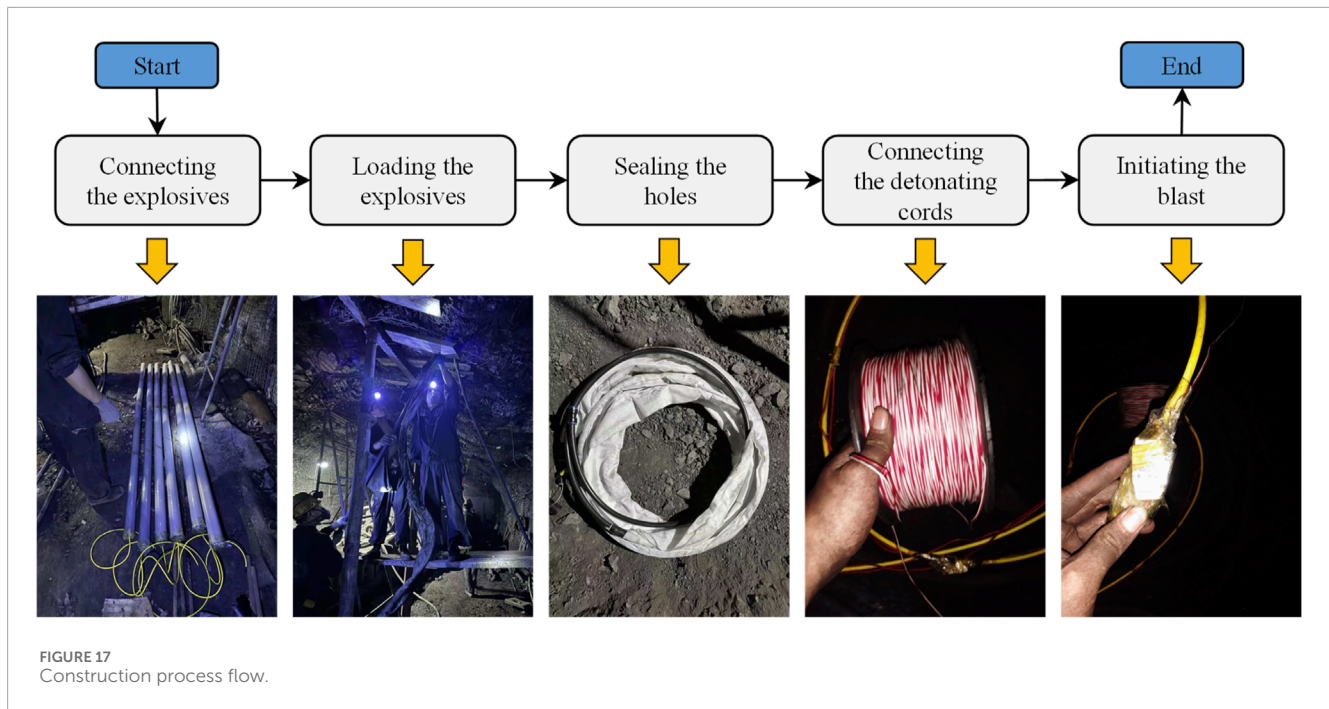 Start
End
Connecting
the explosives
Loading the
explosives
Sealing the
holes
Connecting
the detonating
cords
Initiating the
blast
FIGURE 17
Construction process flow.